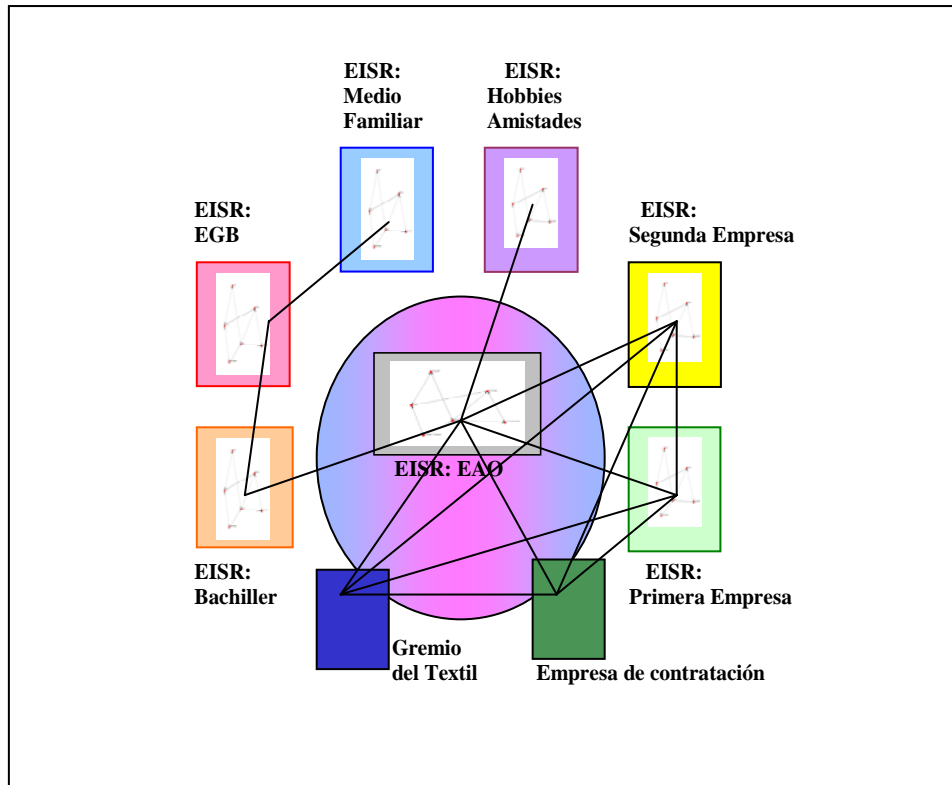 EISR:
Medio
Familiar
EISR:
Hobbies
Amistades
EISR:
EGB
EISR:
Segunda Empresa
EISR: EAO
EISR:
Bachiller
EISR:
Primera Empresa
Gremio
del Textil
Empresa de contratación